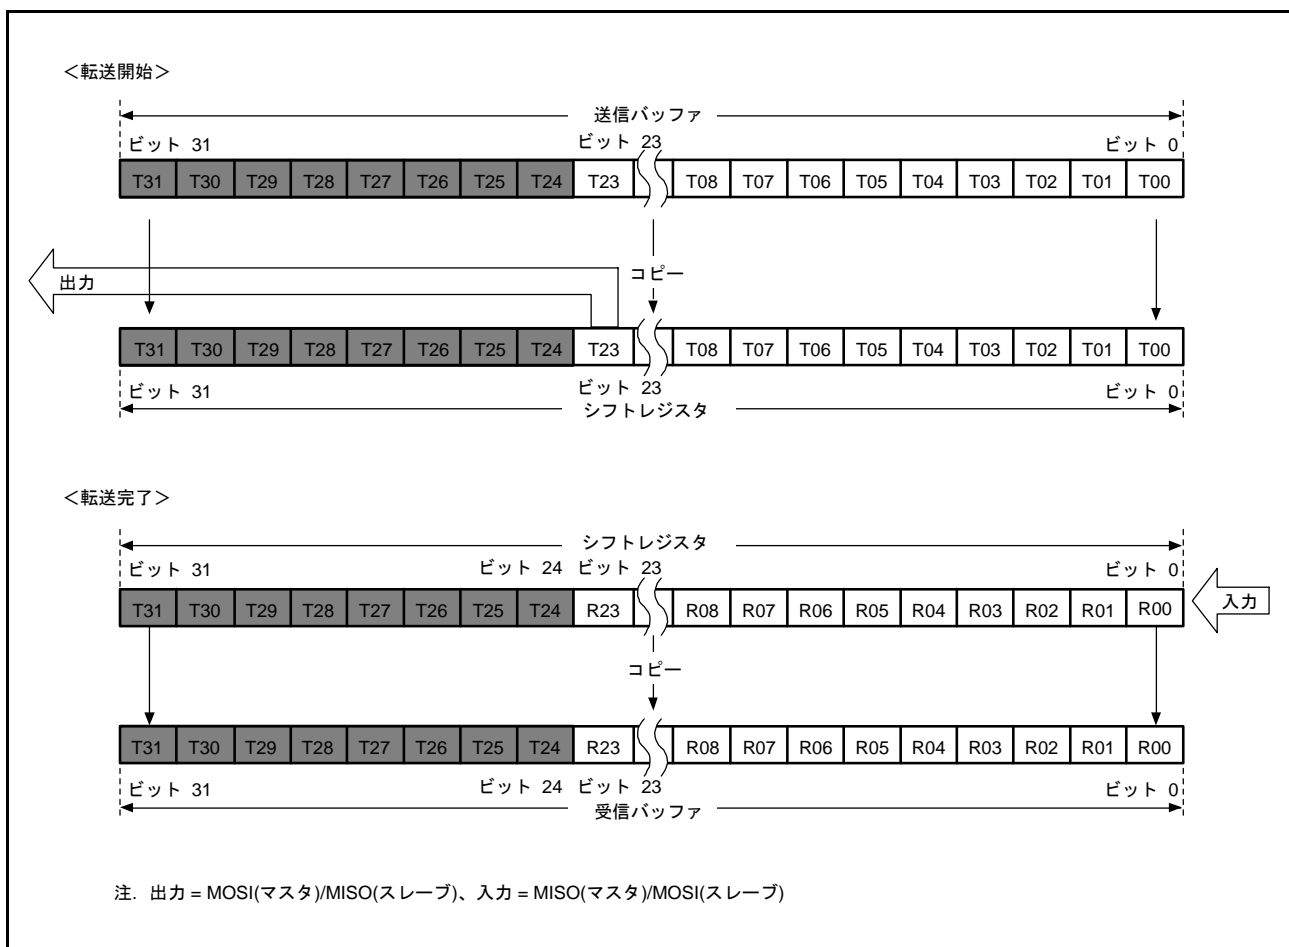 ＜転送開始＞
送信バッファ
ビット 31 ビット 23 ビット 0
T31 T30 T29 T28 T27 T26 T25 T24 T23 T08 T07 T06 T05 T04 T03 T02 T01 T00
出力 コピー
T31 T30 T29 T28 T27 T26 T25 T24 T23 T08 T07 T06 T05 T04 T03 T02 T01 T00
ビット 31 ビット 23 ビット 0
シフトレジスタ
＜転送完了＞
シフトレジスタ
ビット 31 ビット 24 ビット 23 ビット 0
T31 T30 T29 T28 T27 T26 T25 T24 R23 R08 R07 R06 R05 R04 R03 R02 R01 R00 入力
コピー
T31 T30 T29 T28 T27 T26 T25 T24 R23 R08 R07 R06 R05 R04 R03 R02 R01 R00
ビット 31 ビット 24 ビット 23 ビット 0
受信バッファ
注. 出力 = MOSI(マスタ)/MISO(スレーブ)、入力 = MISO(マスタ)/MOSI(スレーブ)